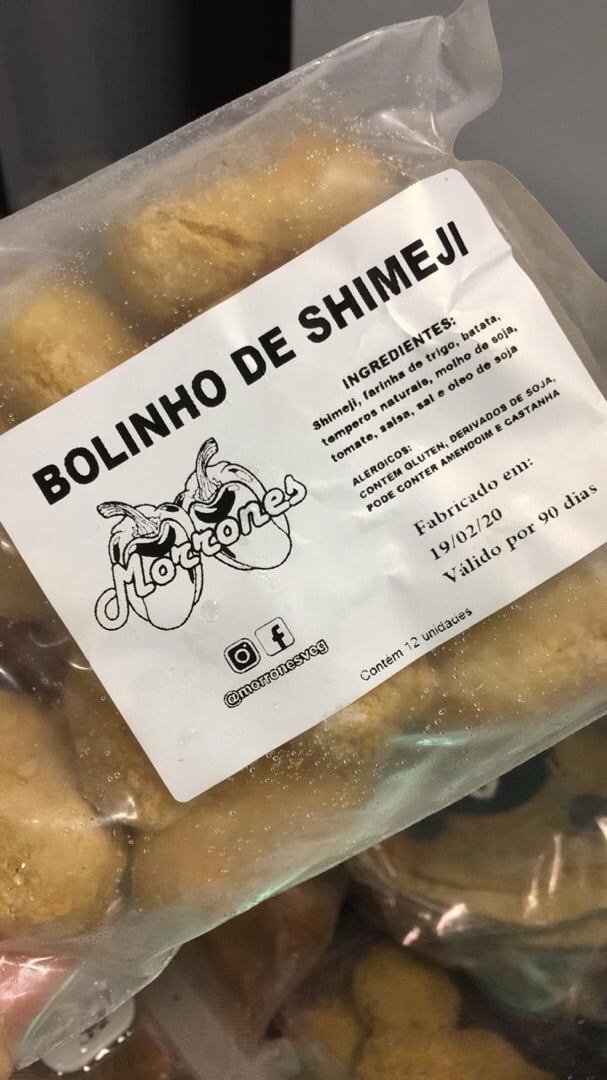 BOLINHO DE SHIMEJI
Morrones
@morronesveg
INGREDIENTES:
Shimeji, farinha de trigo, batata,
temperos naturais, molho de soja,
tomate, salsa, sal e óleo de soja
ALÉRGICOS:
CONTÉM GLUTEN, DERIVADOS DE SOJA,
PODE CONTER AMENDOIM E CASTANHA
Fabricado em:
19/02/20
Válido por 90 dias
Contém 12 unidades